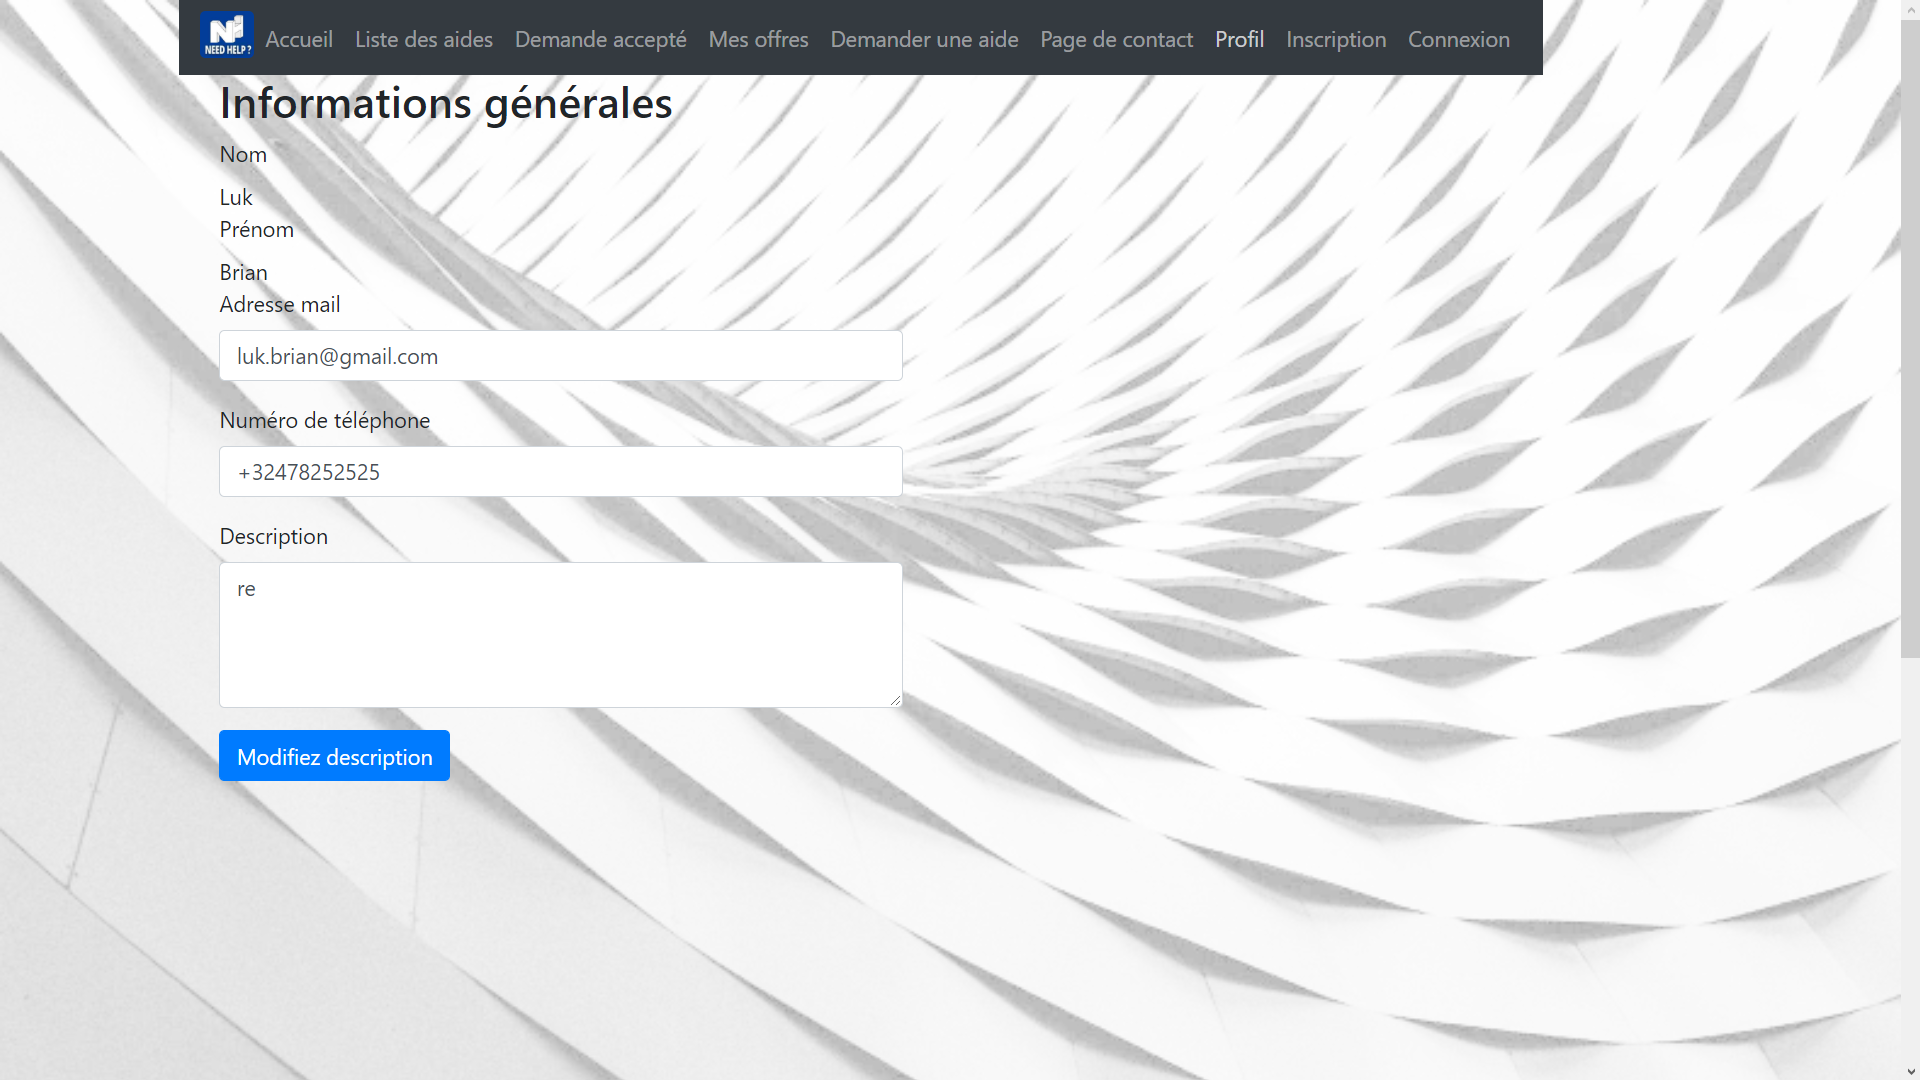 NEED HELP ?
Accueil Liste des aides Demande accepté Mes offres Demander une aide Page de contact Profil Inscription Connexion
Informations générales
Nom
Luk
Prénom
Brian
Adresse mail
luk.brian@gmail.com
Numéro de téléphone
+32478252525
Description
re
Modifiez description